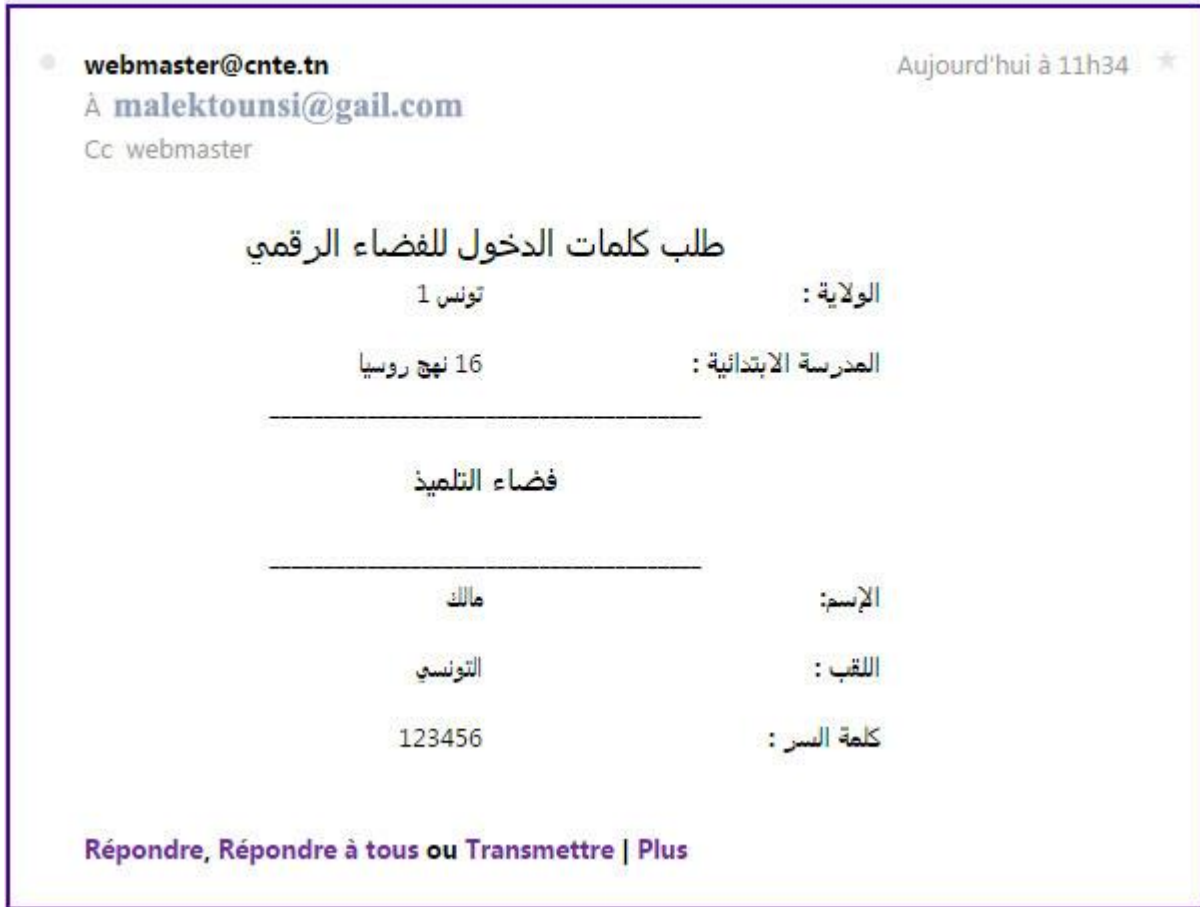 webmaster@cnte.tn Aujourd'hui à 11h34
À malektounsi@gail.com
Cc webmaster
طلب كلمات الدخول للفضاء الرقمي
الولاية : تونس 1
المدرسة الابتدائية : 16 نهج روسيا
فضاء التلميذ
الإسم: مالك
اللقب : التونسي
كلمة السر : 123456
Répondre, Répondre à tous ou Transmettre | Plus